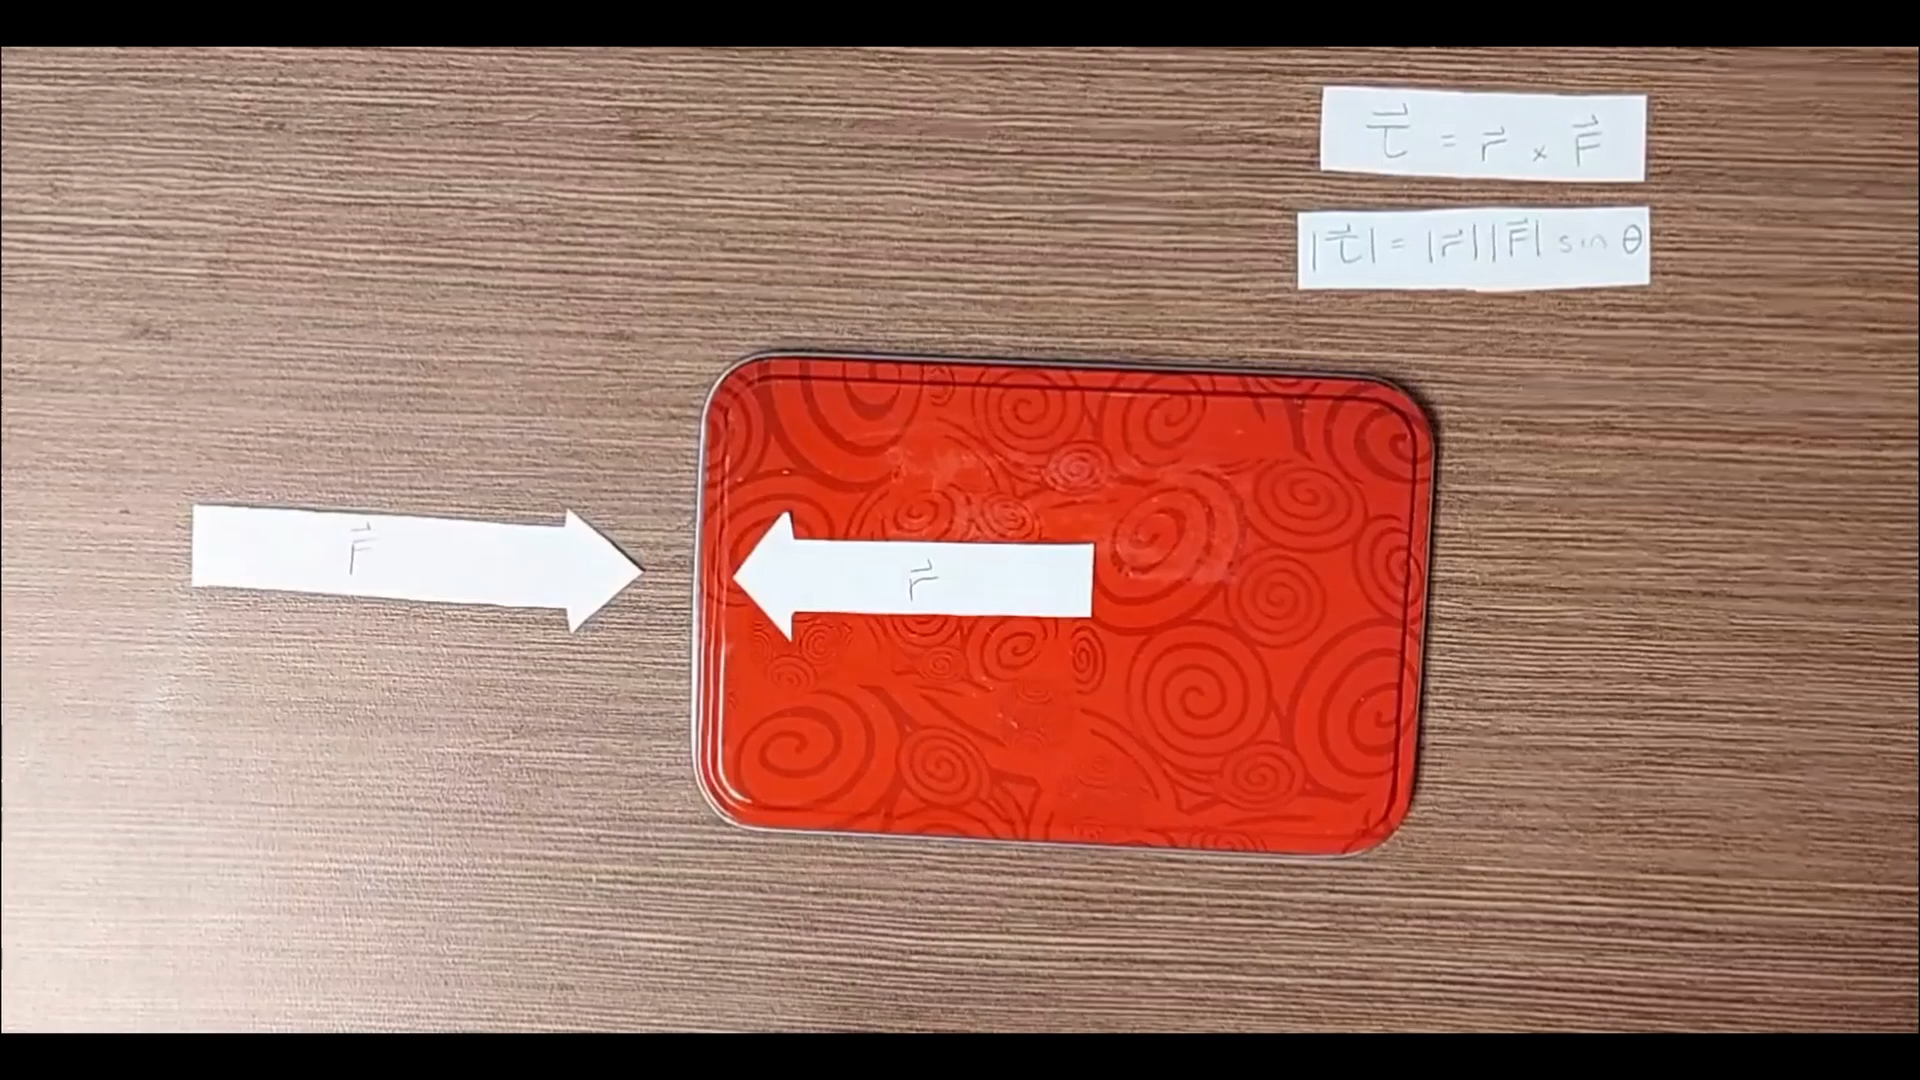 τ⃗ = r⃗ × F⃗
|τ⃗| = |r⃗||F⃗| sin θ
F⃗
r⃗